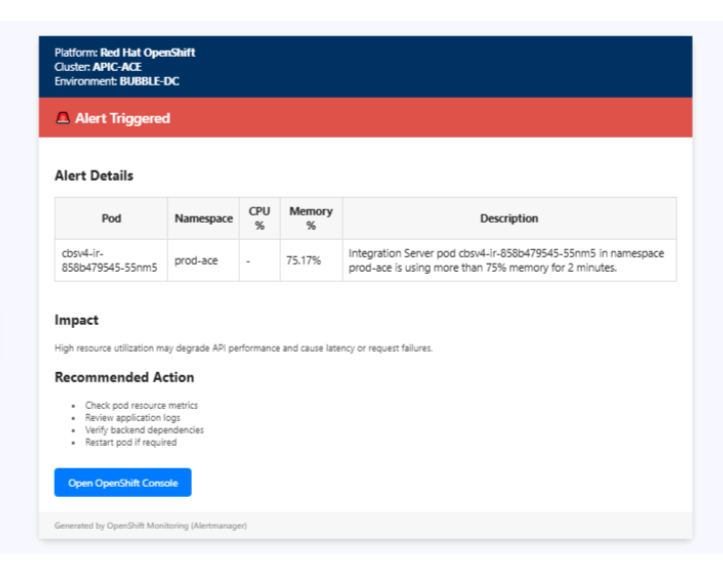 Platform: Red Hat OpenShift
Cluster: APIC-ACE
Environment: BUBBLE-DC
Alert Triggered
Alert Details
Pod Namespace CPU % Memory % Description
cbsv4-ir-858b479545-55nm5 prod-ace - 75.17% Integration Server pod cbsv4-ir-858b479545-55nm5 in namespace
prod-ace is using more than 75% memory for 2 minutes.
Impact
High resource utilization may degrade API performance and cause latency or request failures.
Recommended Action
• Check pod resource metrics
• Review application logs
• Verify backend dependencies
• Restart pod if required
Open OpenShift Console
Generated by OpenShift Monitoring (Alertmanager)